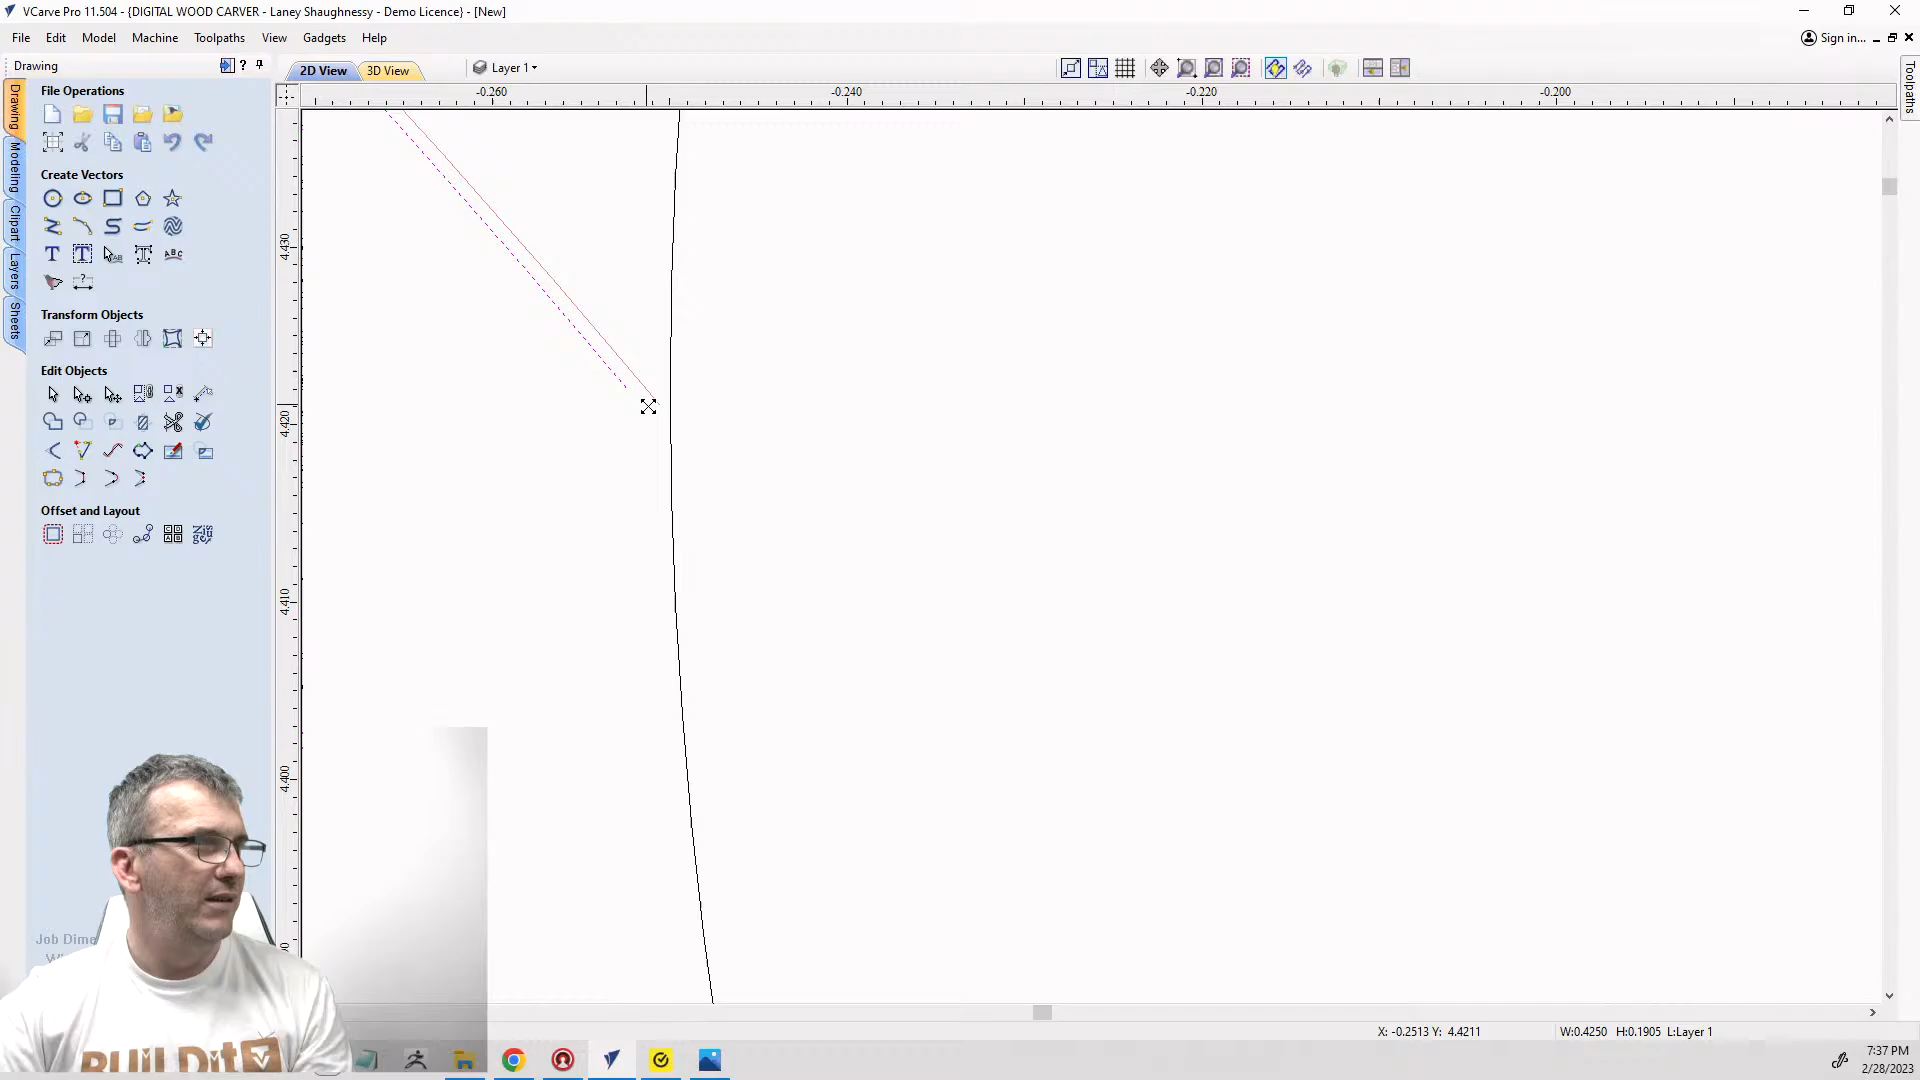 VCarve Pro 11.504 - {DIGITAL WOOD CARVER - Laney Shaughnessy - Demo Licence} - [New]
File Edit Model Machine Toolpaths View Gadgets Help
Sign in...
Drawing
2D View
3D View
Layer 1
-0.260
-0.240
-0.220
-0.200
File Operations
Create Vectors
Transform Objects
Edit Objects
Offset and Layout
Drawing
Modeling
Clipart
Layers
Sheets
Toolpaths
4.430
4.420
4.410
4.400
Job Dime
BUILDit
X: -0.2513 Y: 4.4211
W:0.4250 H:0.1905 L:Layer 1
7:37 PM
2/28/2023